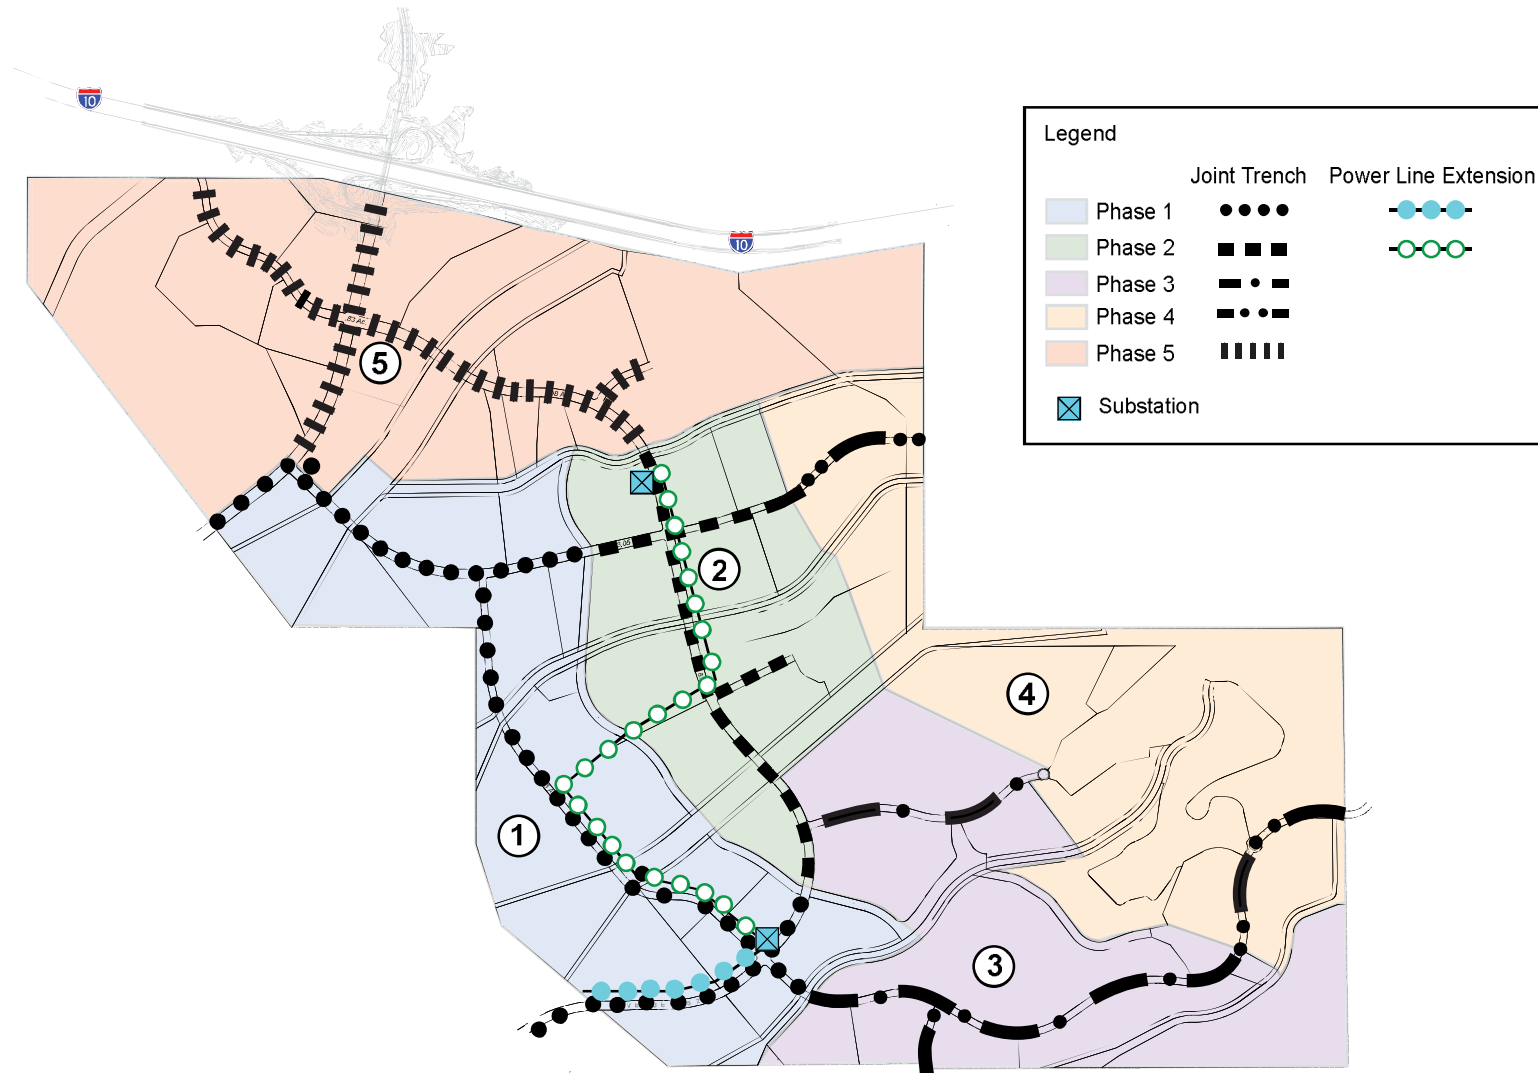 10
10
Legend
Joint Trench Power Line Extension
Phase 1
Phase 2
Phase 3
Phase 4
Phase 5
Substation
5
2
4
1
3